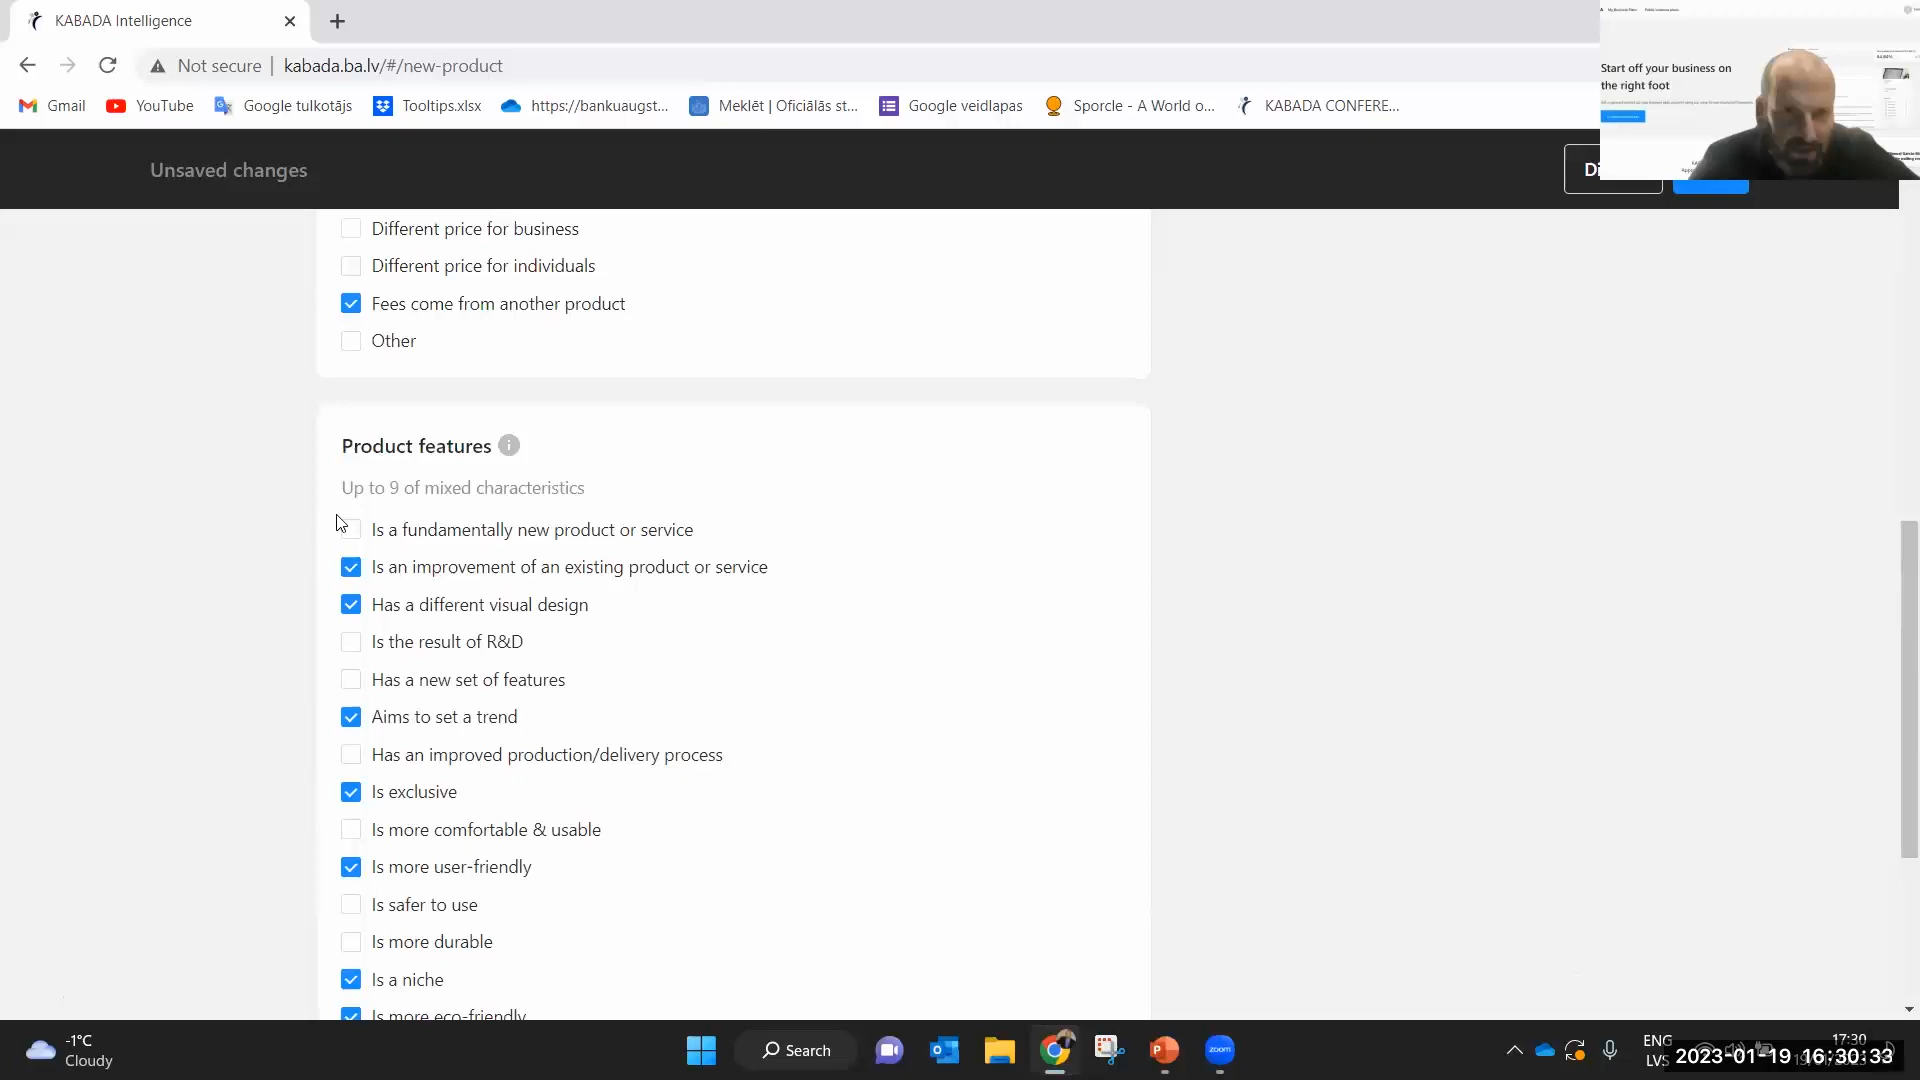 KABADA Intelligence
Not secure
kabada.ba.lv/#/new-product
Gmail
YouTube
Google tulkotājs
Tooltips.xlsx
https://bankuaugst...
Meklēt | Oficiālās st...
Google veidlapas
Sporcle - A World o...
KABADA CONFERE...
Start off your business on
the right foot
Unsaved changes
Di
Different price for business
Different price for individuals
Fees come from another product
Other
Product features
Up to 9 of mixed characteristics
Is a fundamentally new product or service
Is an improvement of an existing product or service
Has a different visual design
Is the result of R&D
Has a new set of features
Aims to set a trend
Has an improved production/delivery process
Is exclusive
Is more comfortable & usable
Is more user-friendly
Is safer to use
Is more durable
Is a niche
Is more eco-friendly
-1°C
Cloudy
Search
zoom
ENG
LVS
17:30
2023-01-19 16:30:33